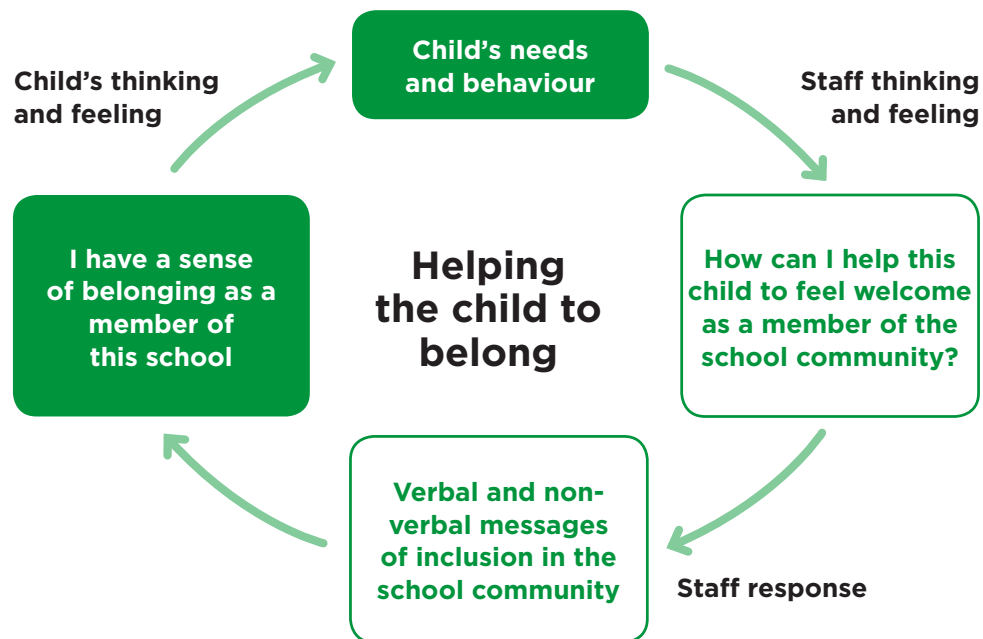 Child’s needs
and behaviour
Child’s thinking
and feeling
Staff thinking
and feeling
I have a sense
of belonging as a
member of
this school
Helping
the child to
belong
How can I help this
child to feel welcome
as a member of the
school community?
Verbal and non-
verbal messages
of inclusion in the
school community
Staff response